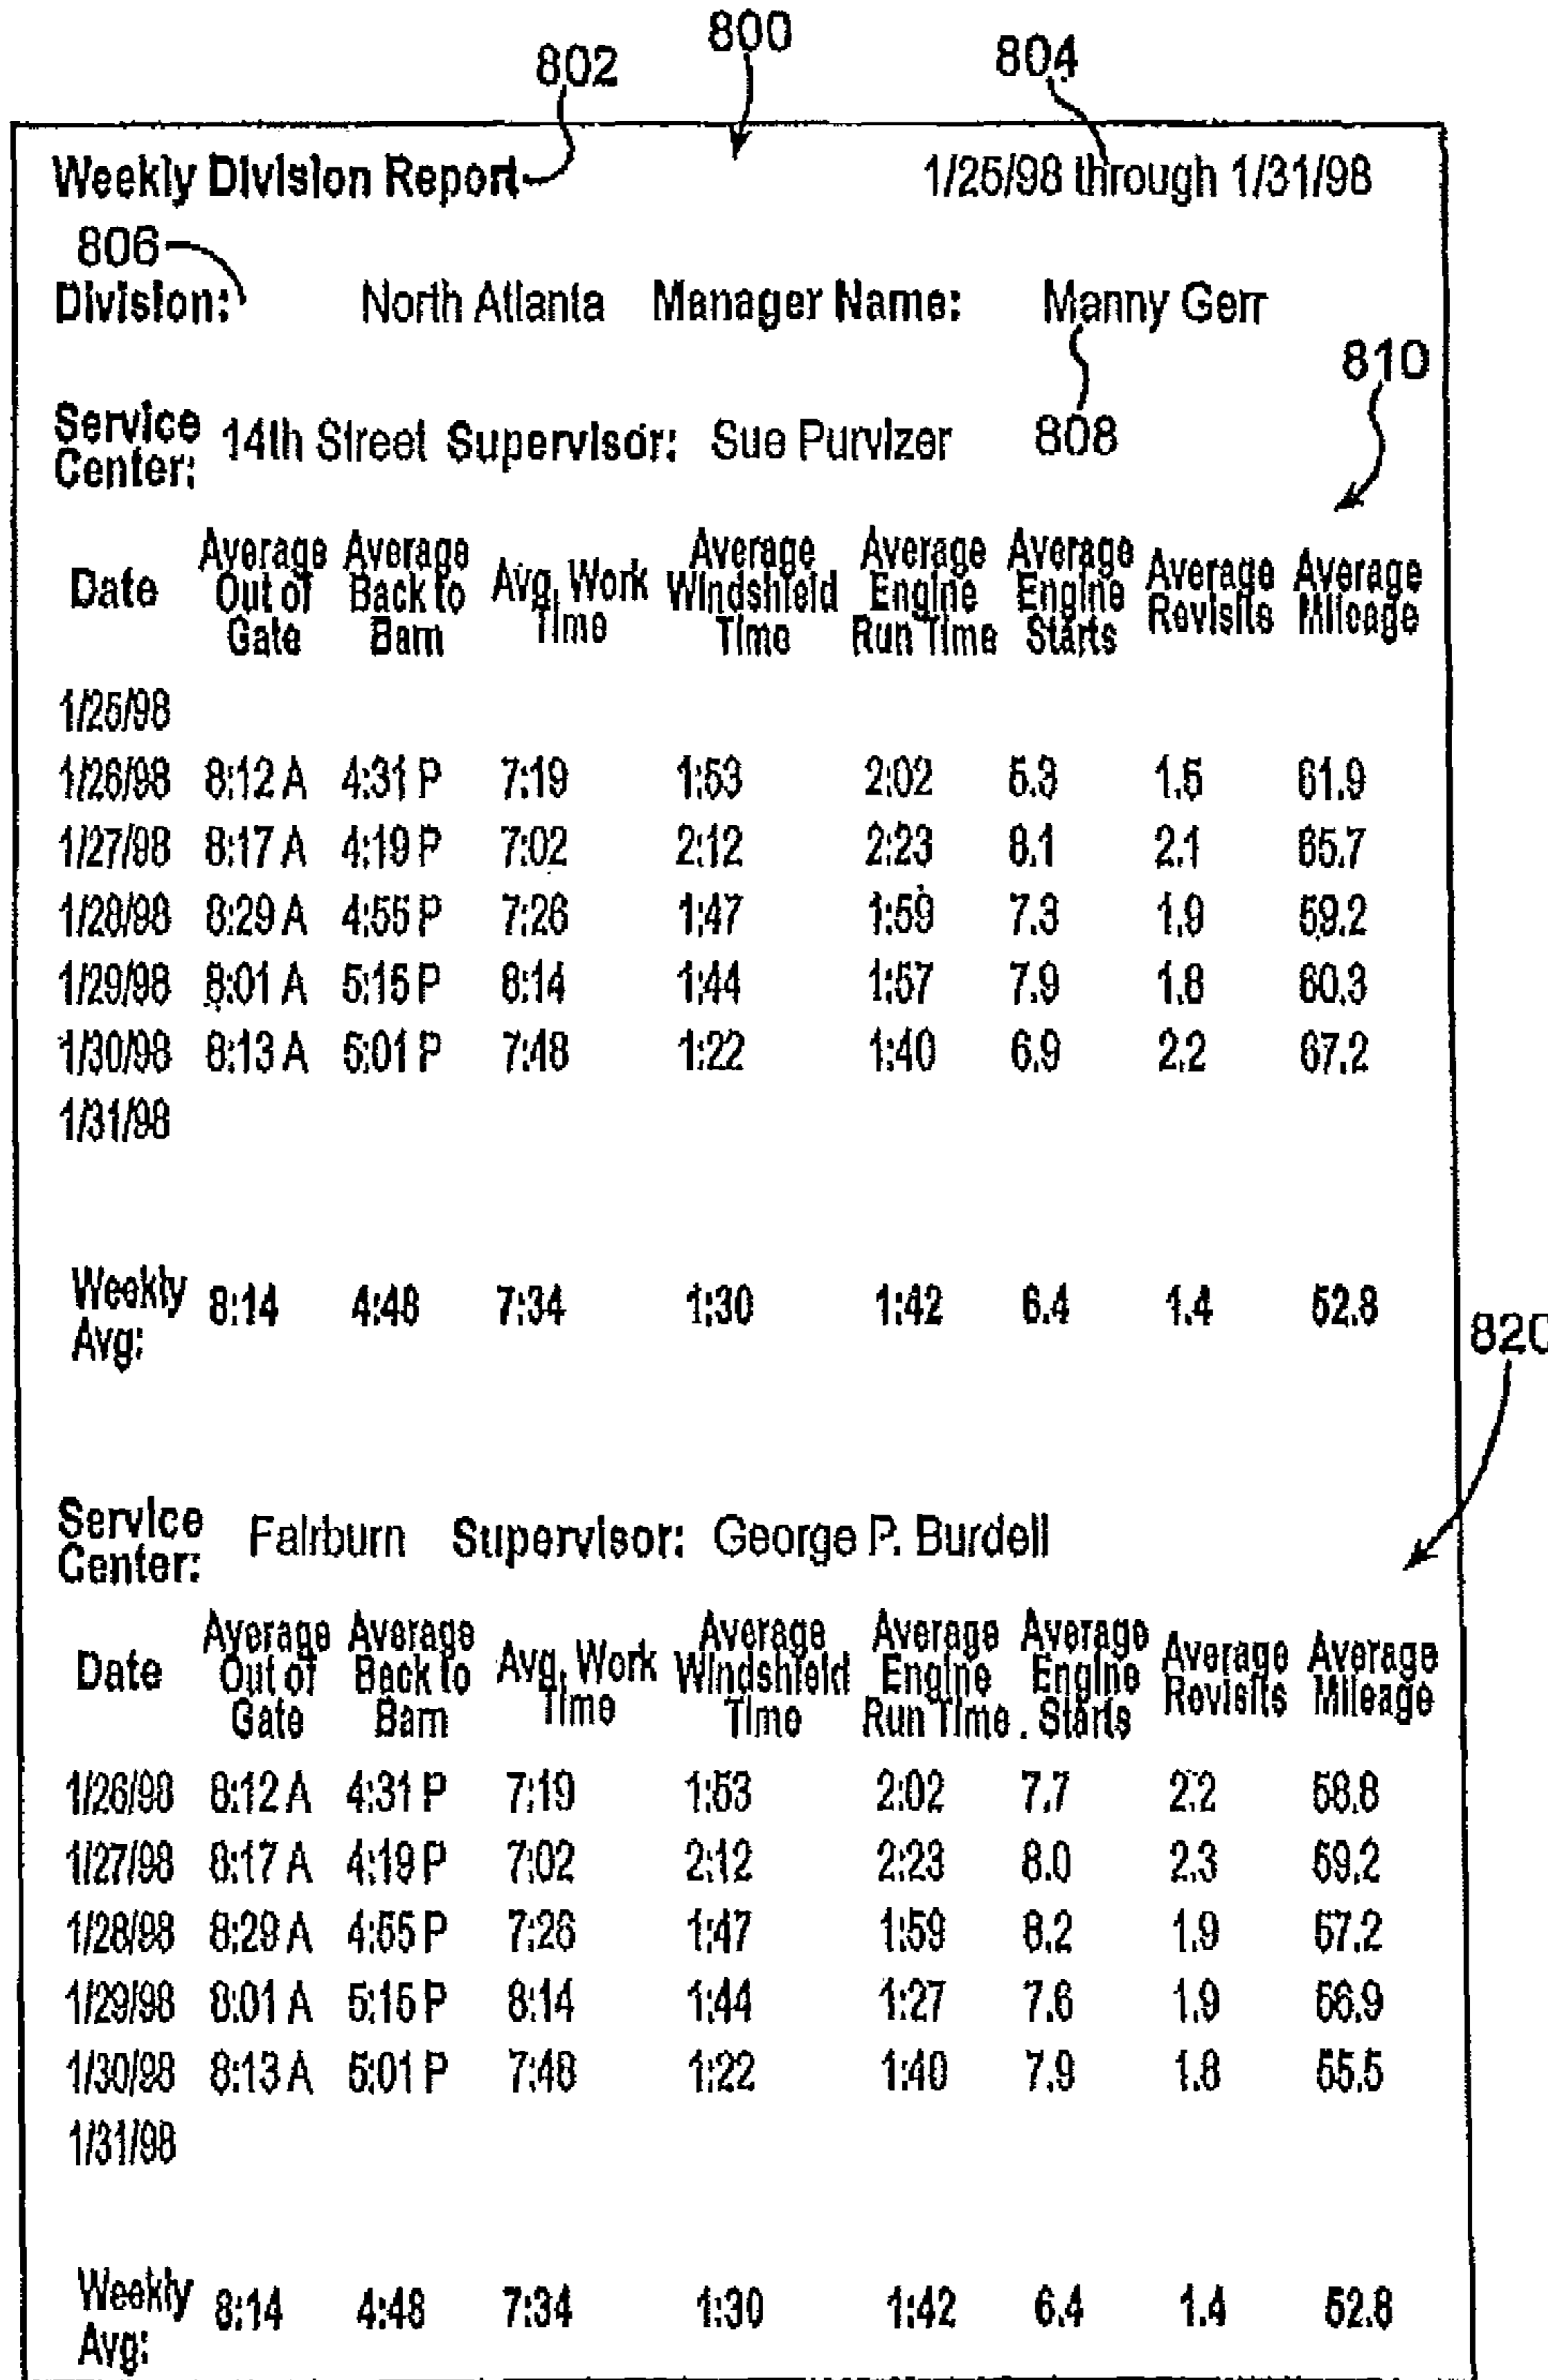 802 800 804
Weekly Division Report 1/25/98 through 1/31/98
806
Division: North Atlanta Manager Name: Manny Gerr
810
Service Center: 14th Street Supervisor: Sue Purvizer 808
Date Average Out of Gate Average Back to Barn Avg. Work Time Average Windshield Time Average Engine Run Time Average Engine Starts Average Revisits Average Mileage
1/25/98
1/26/98 8:12 A 4:31 P 7:19 1:53 2:02 5.3 1.5 61.9
1/27/98 8:17 A 4:19 P 7:02 2:12 2:23 8.1 2.1 65.7
1/28/98 8:29 A 4:55 P 7:26 1:47 1:59 7.3 1.9 59.2
1/29/98 8:01 A 5:15 P 8:14 1:44 1:57 7.9 1.8 60.3
1/30/98 8:13 A 5:01 P 7:48 1:22 1:40 6.9 2.2 67.2
1/31/98
Weekly Avg: 8:14 4:48 7:34 1:30 1:42 6.4 1.4 52.8
820
Service Center: Fairburn Supervisor: George P. Burdell
Date Average Out of Gate Average Back to Barn Avg. Work Time Average Windshield Time Average Engine Run Time Average Engine Starts Average Revisits Average Mileage
1/26/98 8:12 A 4:31 P 7:19 1:53 2:02 7.7 2.2 58.8
1/27/98 8:17 A 4:19 P 7:02 2:12 2:23 8.0 2.3 59.2
1/28/98 8:29 A 4:55 P 7:26 1:47 1:59 8.2 1.9 57.2
1/29/98 8:01 A 5:15 P 8:14 1:44 1:27 7.6 1.9 56.9
1/30/98 8:13 A 5:01 P 7:48 1:22 1:40 7.9 1.8 55.5
1/31/98
Weekly Avg: 8:14 4:48 7:34 1:30 1:42 6.4 1.4 52.8